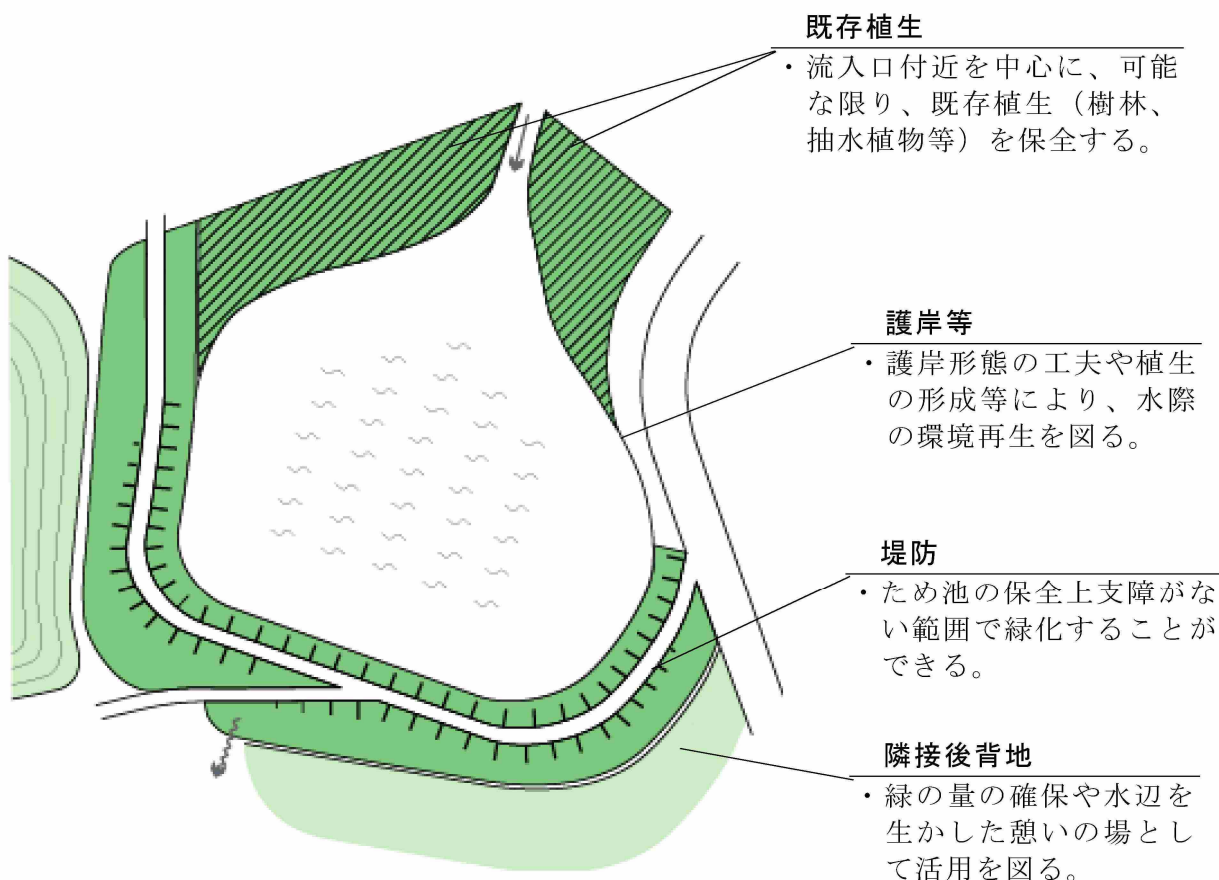 既存植生
・流入口付近を中心に、可能
な限り、既存植生（樹林、
抽水植物等）を保全する。
護岸等
・護岸形態の工夫や植生
の形成等により、水際
の環境再生を図る。
堤防
・ため池の保全上支障がな
い範囲で緑化することが
できる。
隣接後背地
・緑の量の確保や水辺を
生かした憩いの場とし
て活用を図る。